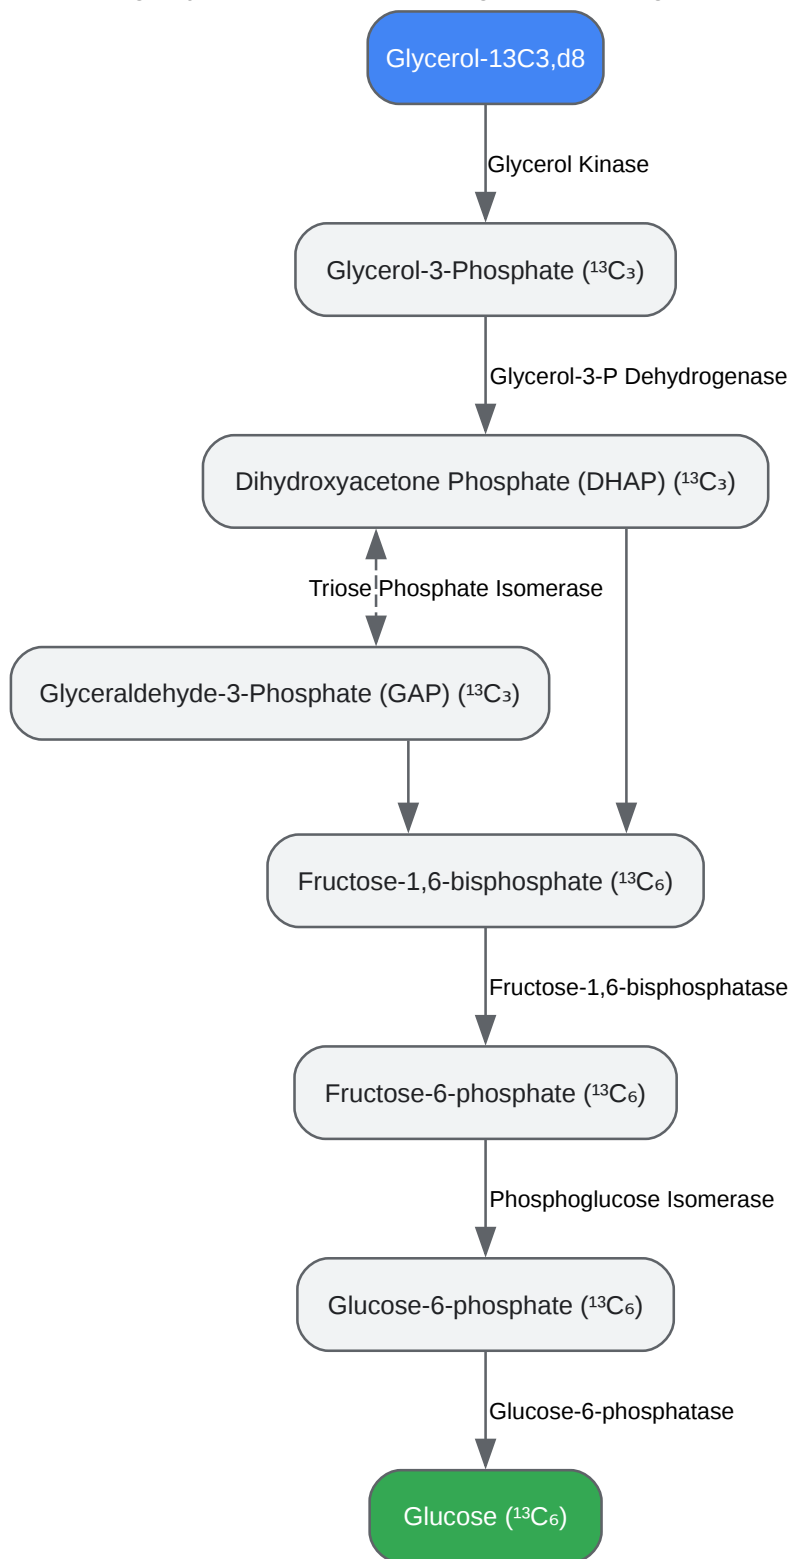 Glycerol-13C3,d8
Glycerol Kinase
Glycerol-3-Phosphate (¹³C₃)
Glycerol-3-P Dehydrogenase
Dihydroxyacetone Phosphate (DHAP) (¹³C₃)
Triose Phosphate Isomerase
Glyceraldehyde-3-Phosphate (GAP) (¹³C₃)
Fructose-1,6-bisphosphate (¹³C₆)
Fructose-1,6-bisphosphatase
Fructose-6-phosphate (¹³C₆)
Phosphoglucose Isomerase
Glucose-6-phosphate (¹³C₆)
Glucose-6-phosphatase
Glucose (¹³C₆)